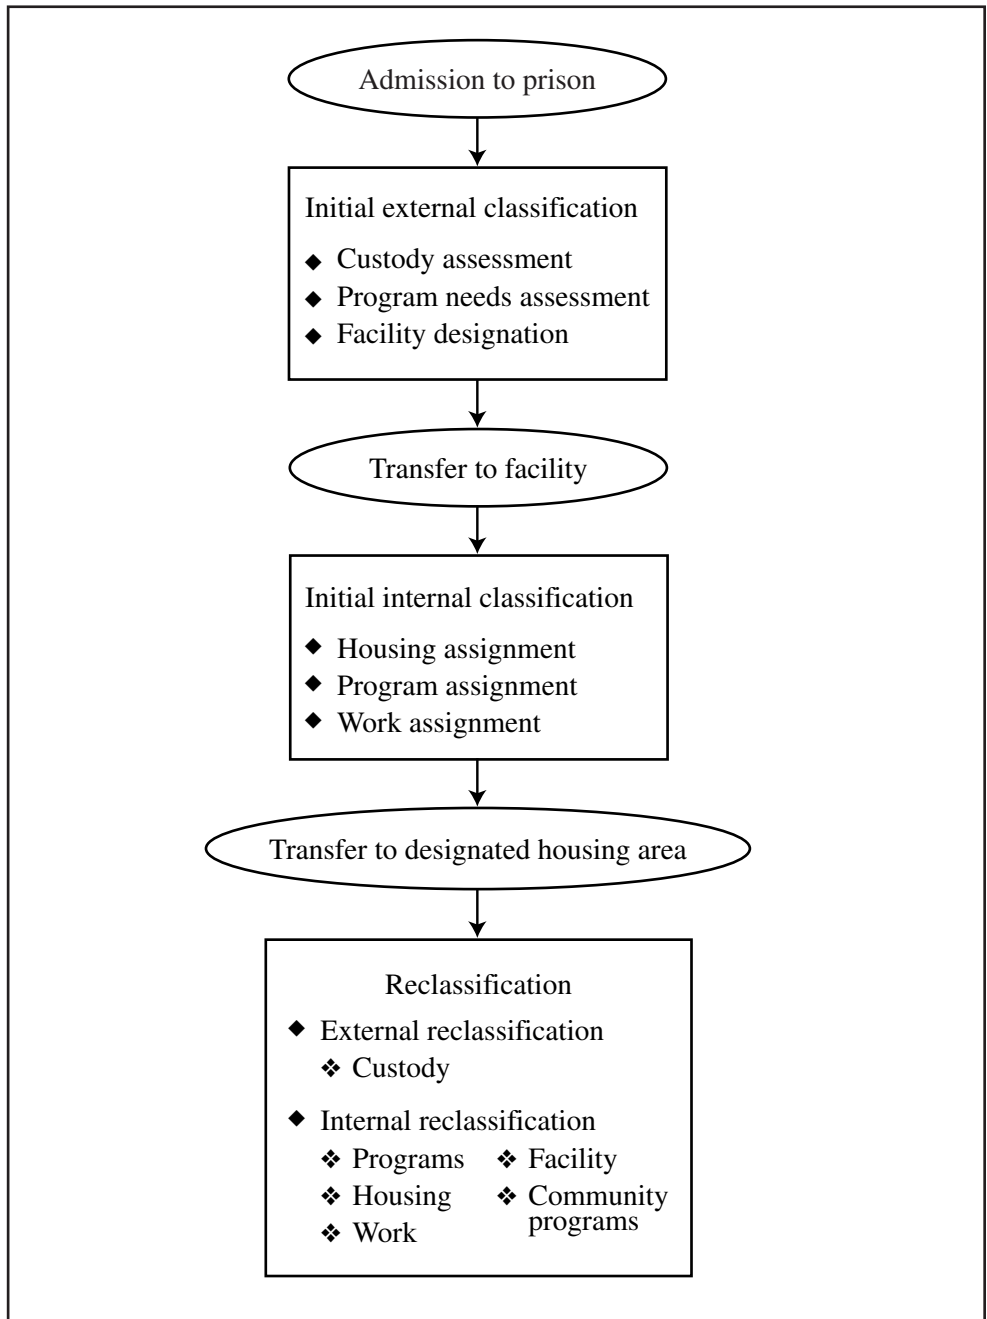 Admission to prison
Initial external classification
◆ Custody assessment
◆ Program needs assessment
◆ Facility designation
Transfer to facility
Initial internal classification
◆ Housing assignment
◆ Program assignment
◆ Work assignment
Transfer to designated housing area
Reclassification
◆ External reclassification
❖ Custody
◆ Internal reclassification
❖ Programs
❖ Housing
❖ Work
❖ Facility
❖ Community
programs